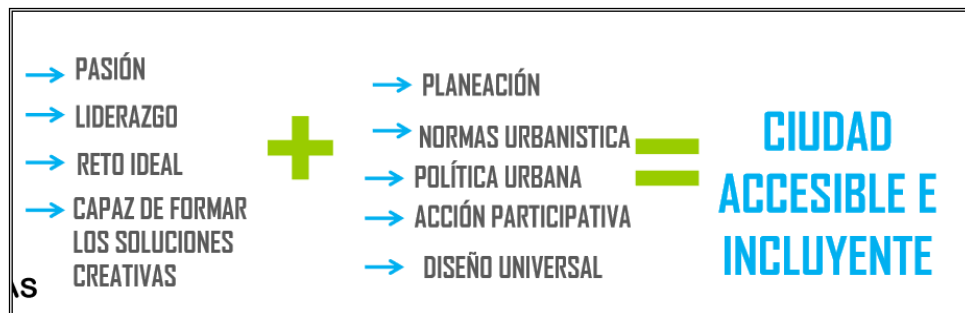 PASIÓN
LIDERAZGO
RETO IDEAL
CAPAZ DE FORMAR
LOS SOLUCIONES
CREATIVAS
+
PLANEACIÓN
NORMAS URBANISTICA
POLÍTICA URBANA
ACCIÓN PARTICIPATIVA
DISEÑO UNIVERSAL
=
CIUDAD
ACCESIBLE E
INCLUYENTE
AS